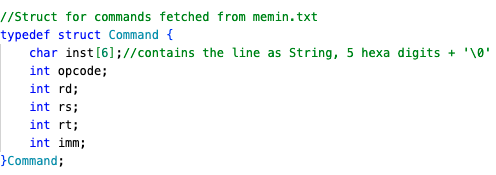 //Struct for commands fetched from memin.txt
typedef struct Command {
    char inst[6];//contains the line as String, 5 hexa digits + '\0'
    int opcode;
    int rd;
    int rs;
    int rt;
    int imm;
}Command;